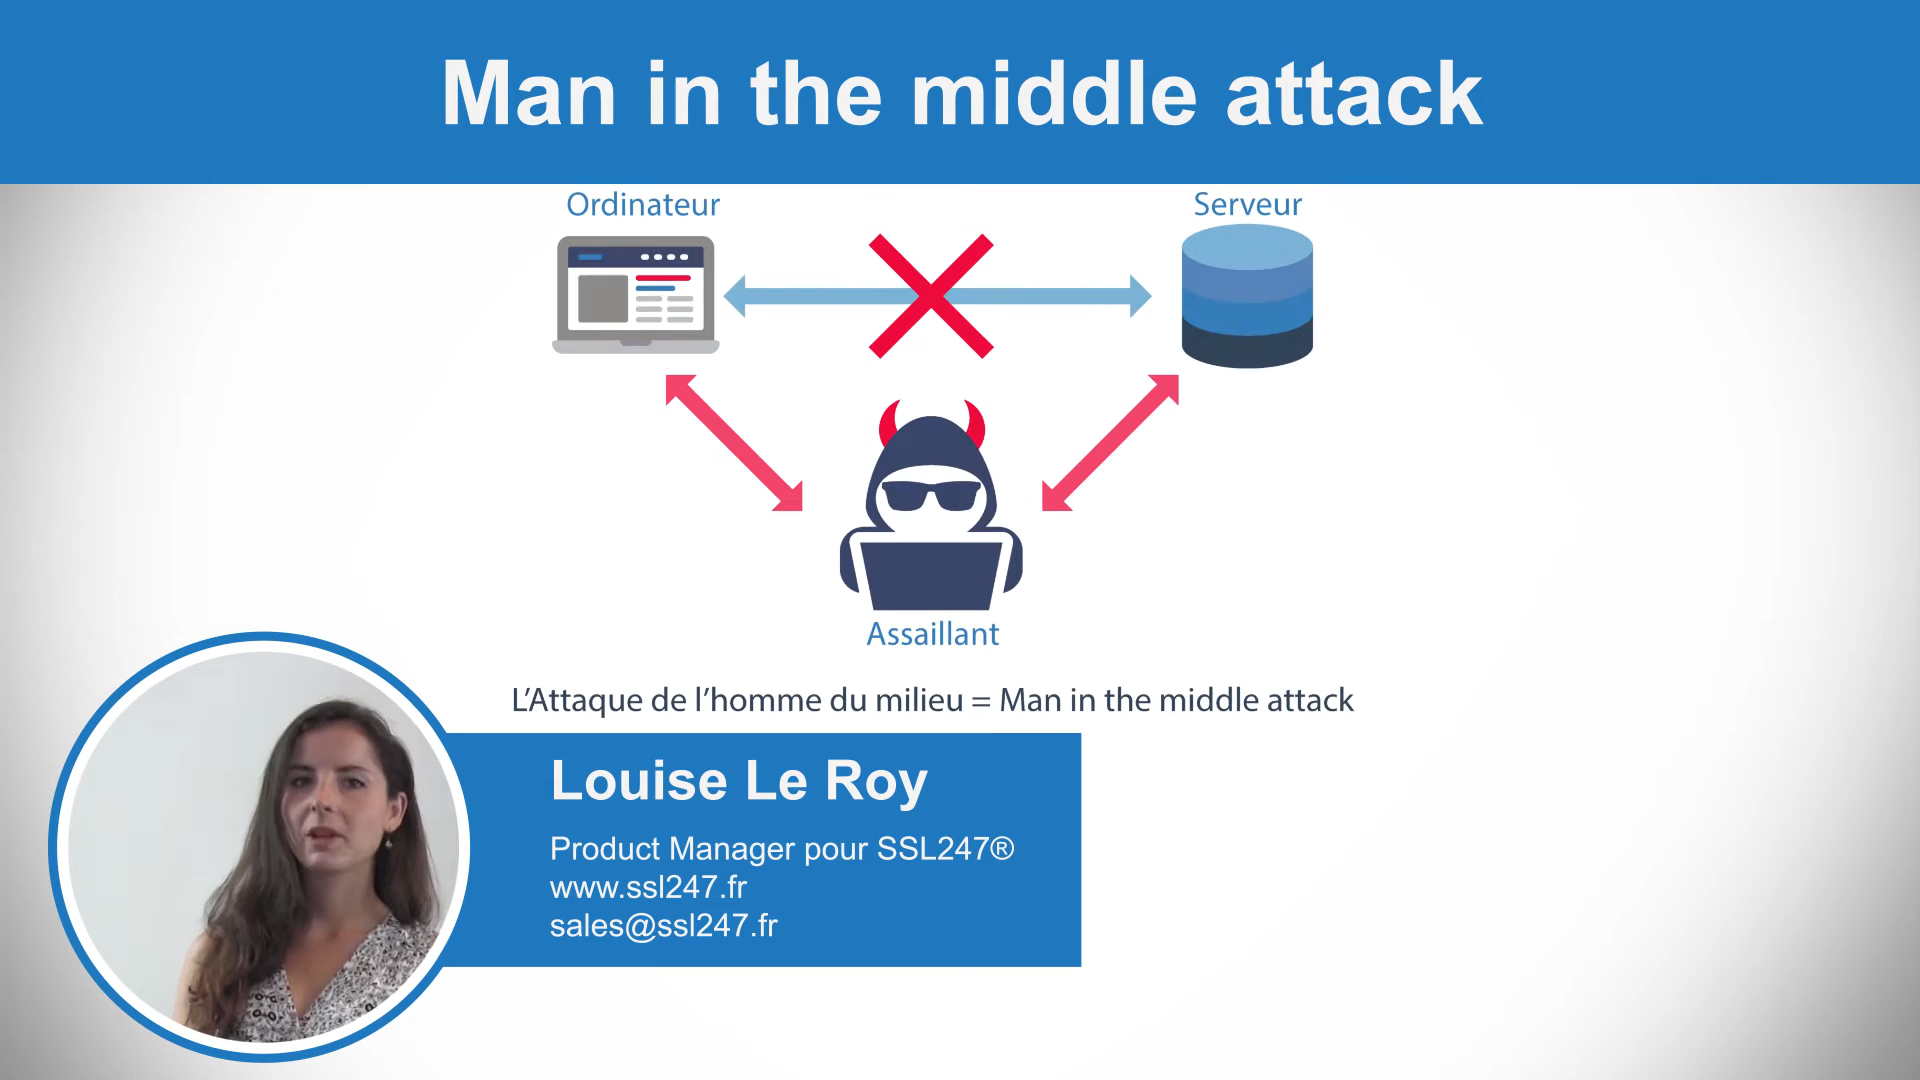 Man in the middle attack
Ordinateur
Serveur
Assaillant
L’Attaque de l’homme du milieu = Man in the middle attack
Louise Le Roy
Product Manager pour SSL247®
www.ssl247.fr
sales@ssl247.fr